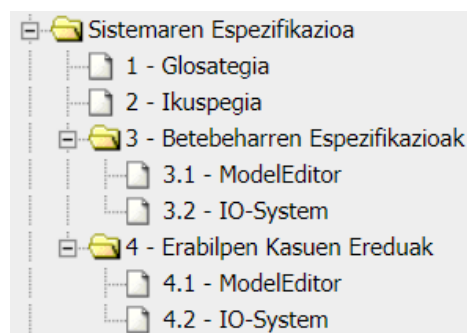 Sistemaren Espezifikazioa
1 - Glosategia
2 - Ikuspegia
3 - Betebeharren Espezifikazioak
3.1 - ModelEditor
3.2 - IO-System
4 - Erabilpen Kasuen Ereduak
4.1 - ModelEditor
4.2 - IO-System